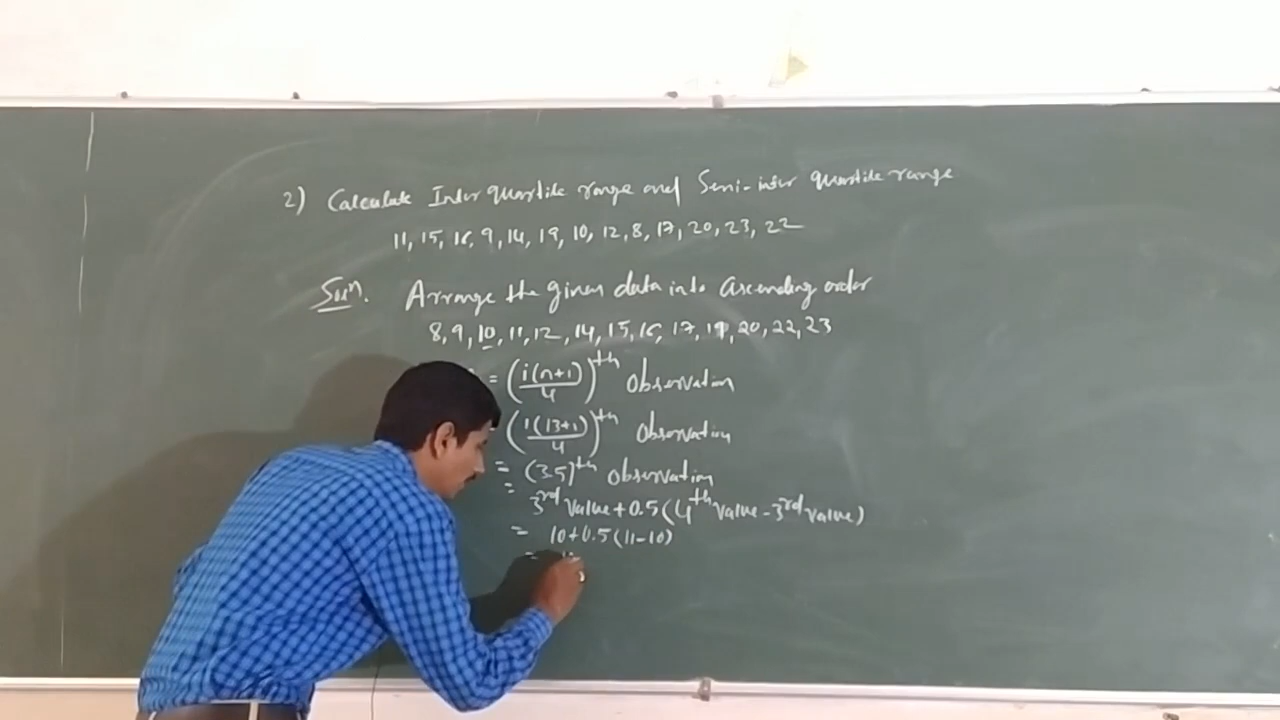 2) Calculate Inter quartile range and Semi-inter quartile range
11, 15, 16, 9, 14, 19, 10, 12, 8, 17, 20, 23, 22
Solⁿ. Arrange the given data into ascending order
8, 9, 10, 11, 12, 14, 15, 16, 17, 19, 20, 22, 23
= (i(n+1)/4)th Observation
(1(13+1)/4)th Observation
= (3.5)th Observation
= 3rd value + 0.5 (4th value - 3rd value)
= 10+0.5(11-10)
=